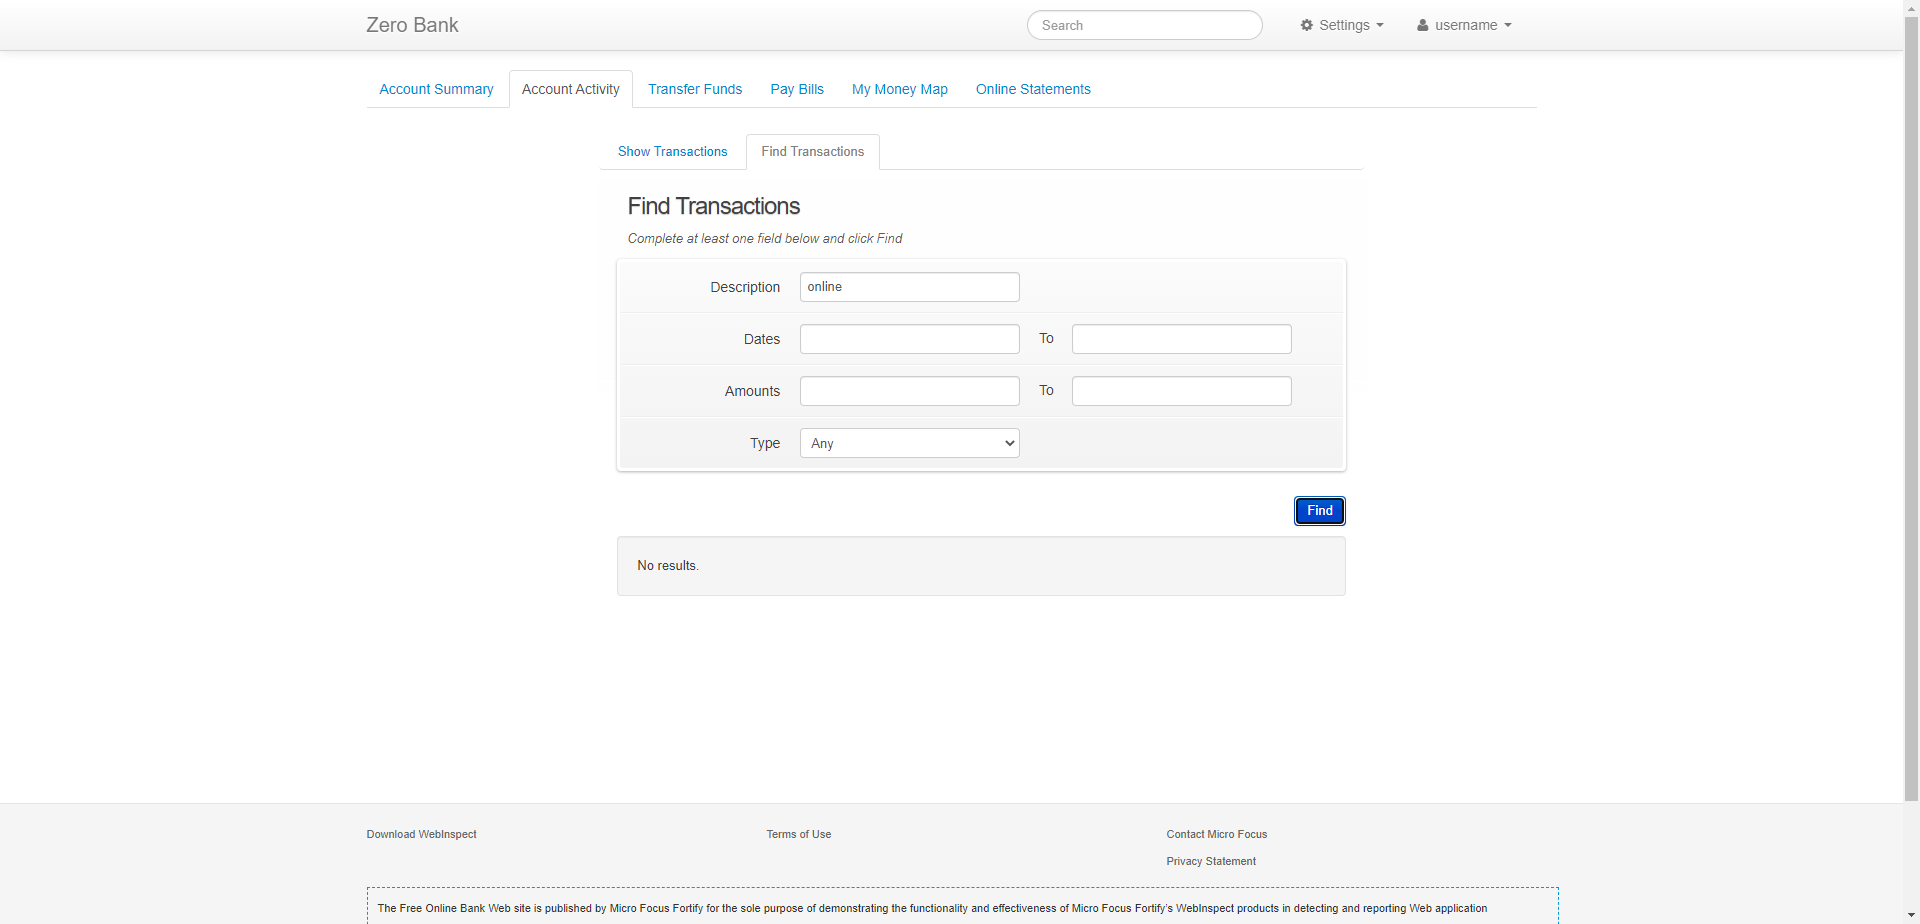 Zero Bank
Search
Settings
username
Account Summary
Account Activity
Transfer Funds
Pay Bills
My Money Map
Online Statements
Show Transactions
Find Transactions
Find Transactions
Complete at least one field below and click Find
Description
online
Dates
To
Amounts
To
Type
Any
Find
No results.
Download WebInspect
Terms of Use
Contact Micro Focus
Privacy Statement
The Free Online Bank Web site is published by Micro Focus Fortify for the sole purpose of demonstrating the functionality and effectiveness of Micro Focus Fortify's WebInspect products in detecting and reporting Web application